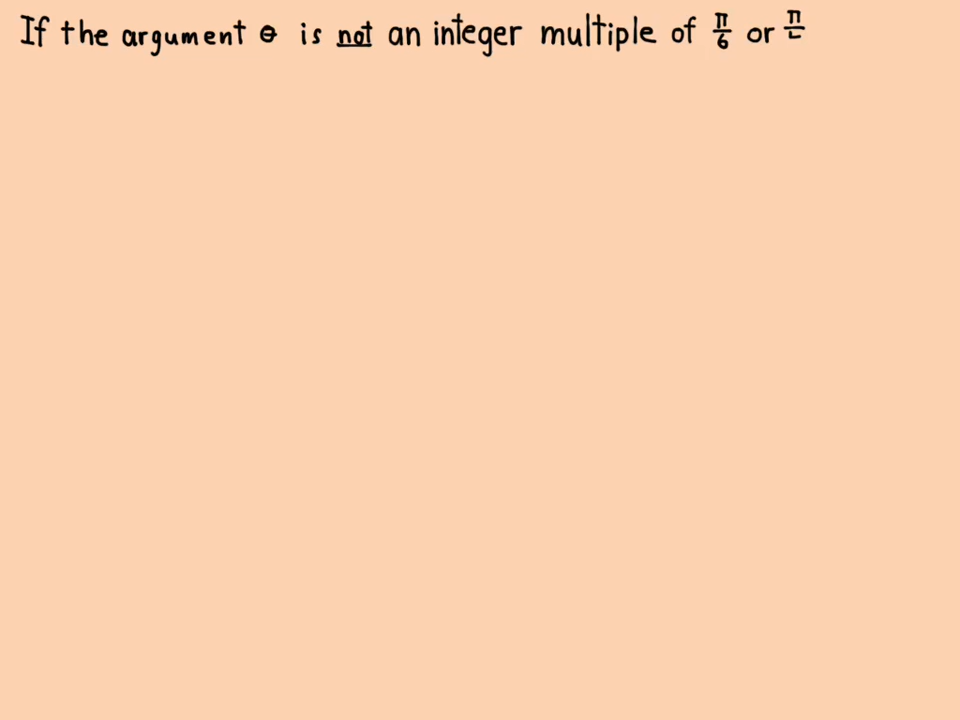 If the argument θ is not an integer multiple of π/6 or π/